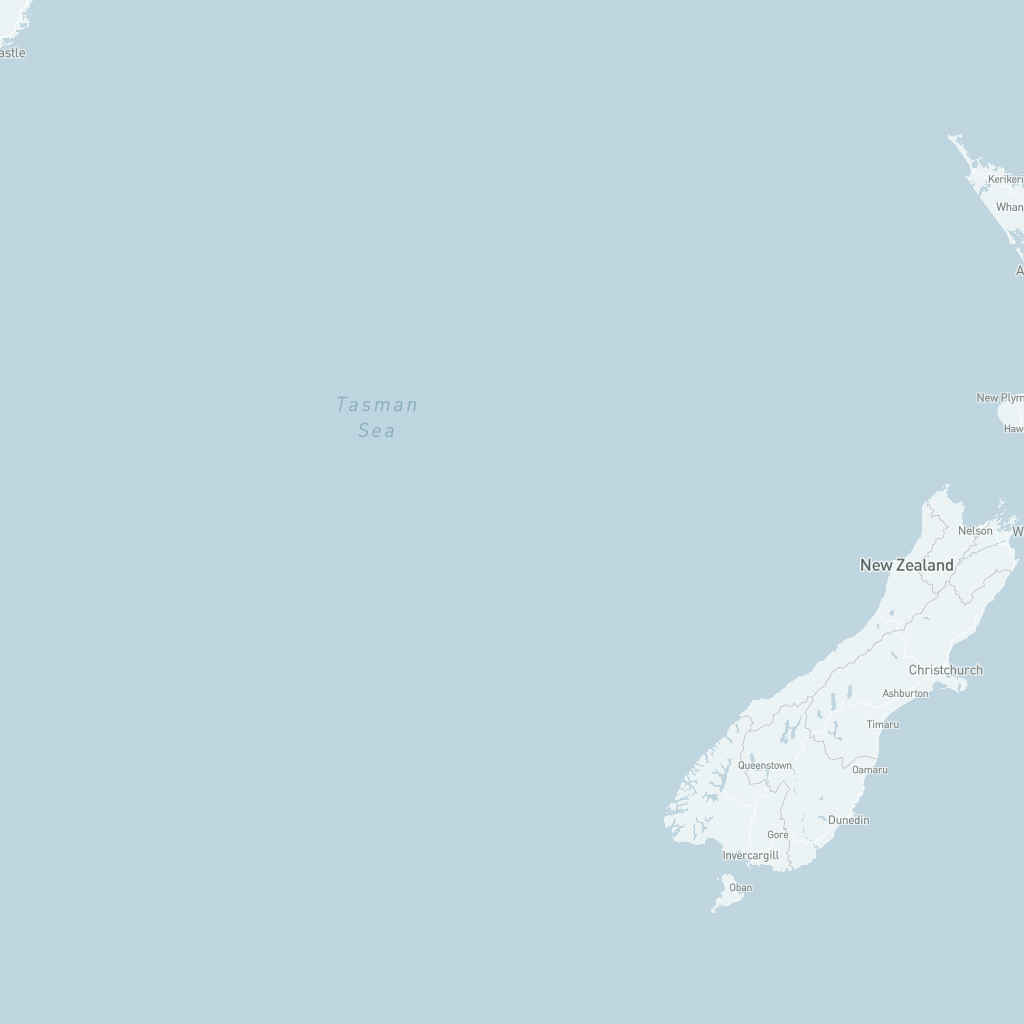 astle
Kerikeri
Whan
A
Tasman
Sea
New Plym
Haw
Nelson
W
New Zealand
Christchurch
Ashburton
Timaru
Queenstown
Oamaru
Dunedin
Gore
Invercargill
Oban